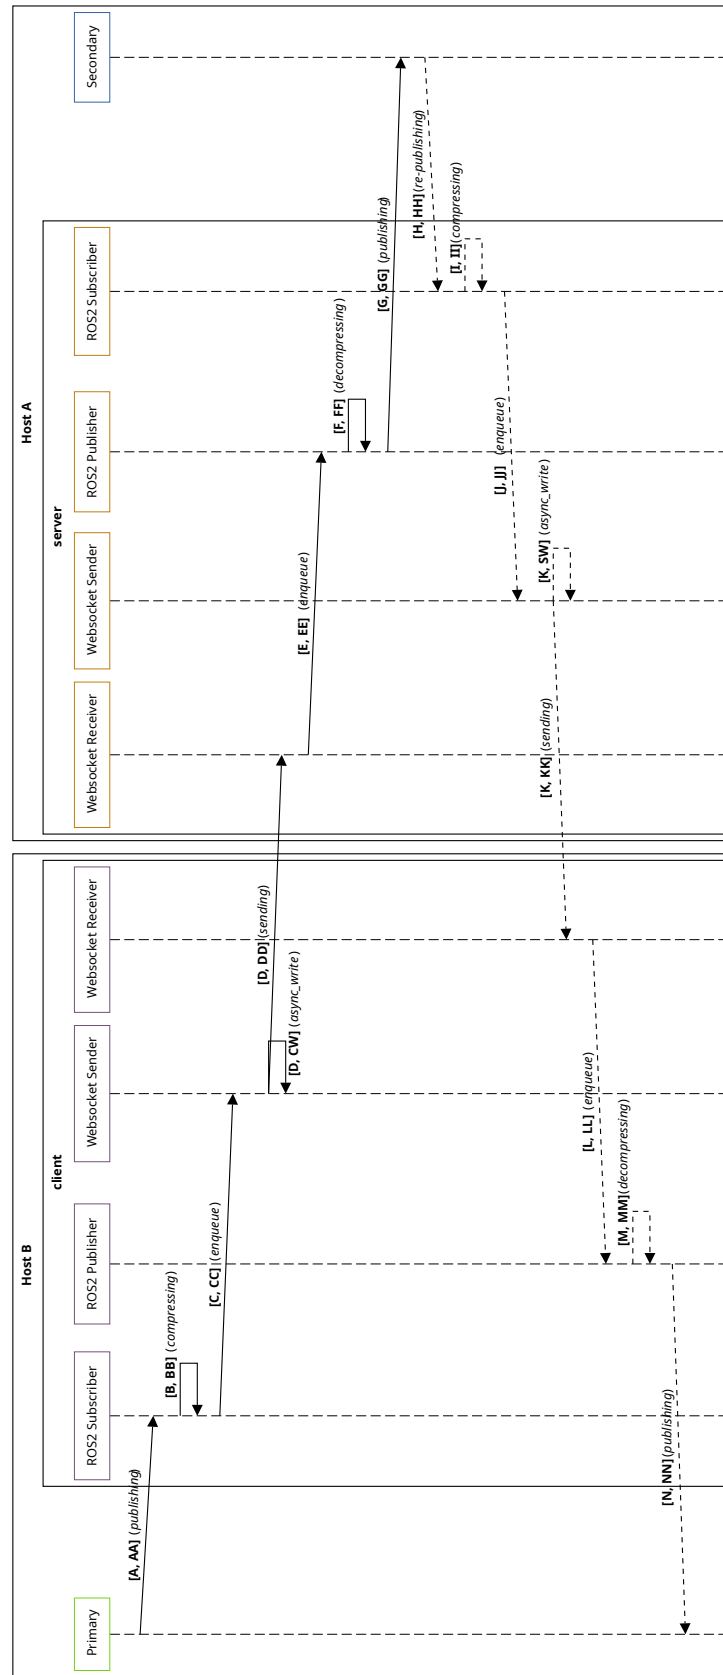 Host B
Host A
client
server
Primary
ROS2 Subscriber
ROS2 Publisher
Websocket Sender
Websocket Receiver
Websocket Receiver
Websocket Sender
ROS2 Publisher
ROS2 Subscriber
Secondary
[A, AA] (publishing)
[B, BB] (compressing)
[C, CC] (enqueue)
[D, DD] (sending)
[D, CW] (async_write)
[E, EE] (enqueue)
[F, FF] (decompressing)
[G, GG] (publishing)
[H, HH] (re-publishing)
[I, II] (compressing)
[J, JJ] (enqueue)
[K, SW] (async_write)
[K, KK] (sending)
[L, LL] (enqueue)
[M, MM] (decompressing)
[N, NN] (publishing)